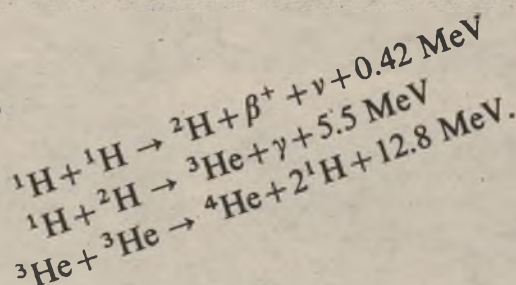 ¹H+¹H → ²H+β⁺+ν+0.42 MeV
¹H+²H → ³He+γ+5.5 MeV
³He+³He → ⁴He+2¹H+12.8 MeV.